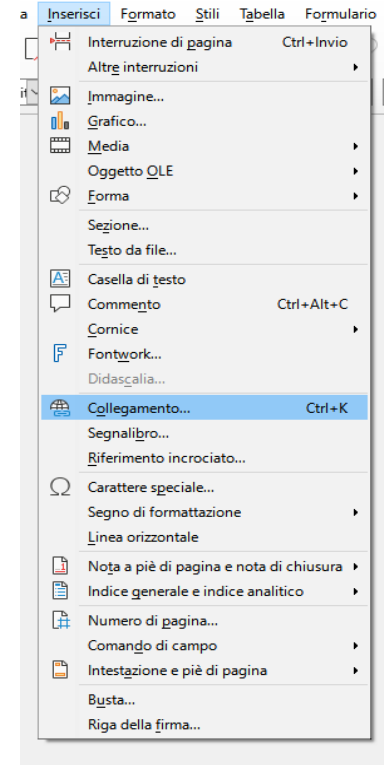 a Inserisci Formato Stili Tabella Formulario
Interruzione di pagina Ctrl+Invio
Altre interruzioni
Immagine...
Grafico...
Media
Oggetto OLE
Forma
Sezione...
Testo da file...
Casella di testo
Commento Ctrl+Alt+C
Cornice
Fontwork...
Didascalia...
Collegamento... Ctrl+K
Segnalibro...
Riferimento incrociato...
Carattere speciale...
Segno di formattazione
Linea orizzontale
Nota a piè di pagina e nota di chiusura
Indice generale e indice analitico
Numero di pagina...
Comando di campo
Intestazione e piè di pagina
Busta...
Riga della firma...